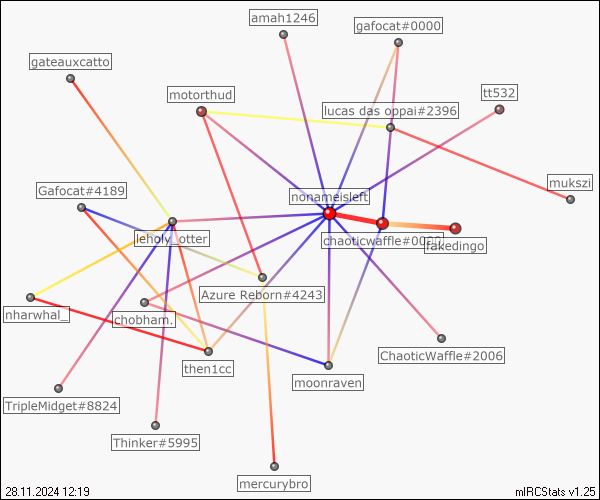 amah1246
gafocat#0000
gateauxcatto
motorthud
tt532
lucas das oppai#2396
mukszi
Gafocat#4189
nonameisleft
leholy_otter
chaoticwaffle#00
rakedingo
Azure Reborn#4243
nharwhal_
chobham.
ChaoticWaffle#2006
then1cc
moonraven
TripleMidget#8824
Thinker#5995
mercurybro
28.11.2024 12:19
mIRCStats v1.25